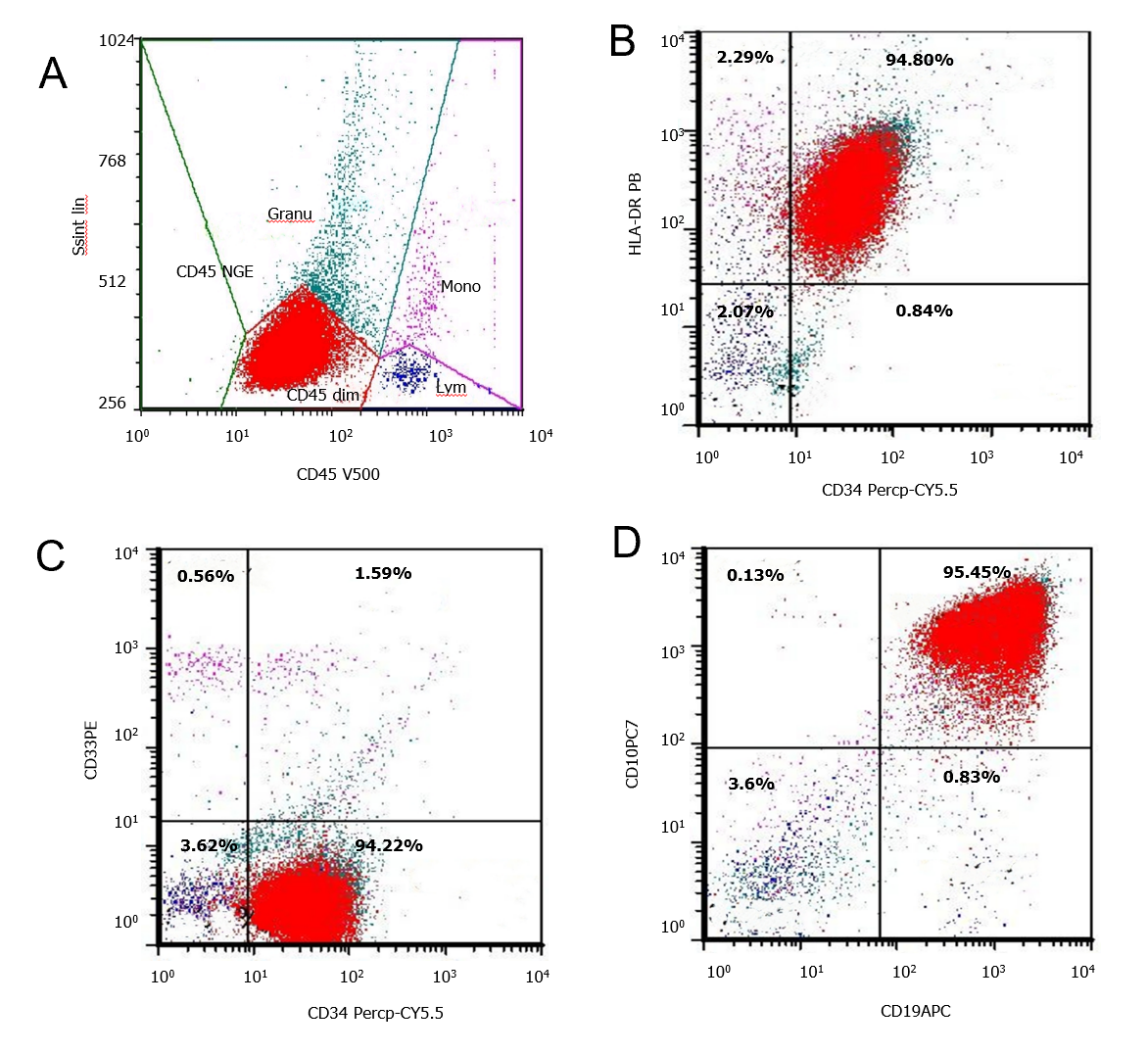 A
1024
768
512
256
Ssint lin
Granu
CD45 NGE
Mono
CD45 dim
Lym
10⁰ 10¹ 10² 10³ 10⁴
CD45 V500
B
10⁴
10³
10²
10¹
10⁰
HLA-DR PB
2.29% 94.80%
2.07% 0.84%
10⁰ 10¹ 10² 10³ 10⁴
CD34 Percp-CY5.5
C
10⁴
10³
10²
10¹
10⁰
CD33PE
0.56% 1.59%
3.62% 94.22%
10⁰ 10¹ 10² 10³ 10⁴
CD34 Percp-CY5.5
D
10⁴
10³
10²
10¹
10⁰
CD10PC7
0.13% 95.45%
3.6% 0.83%
10⁰ 10¹ 10² 10³ 10⁴
CD19APC